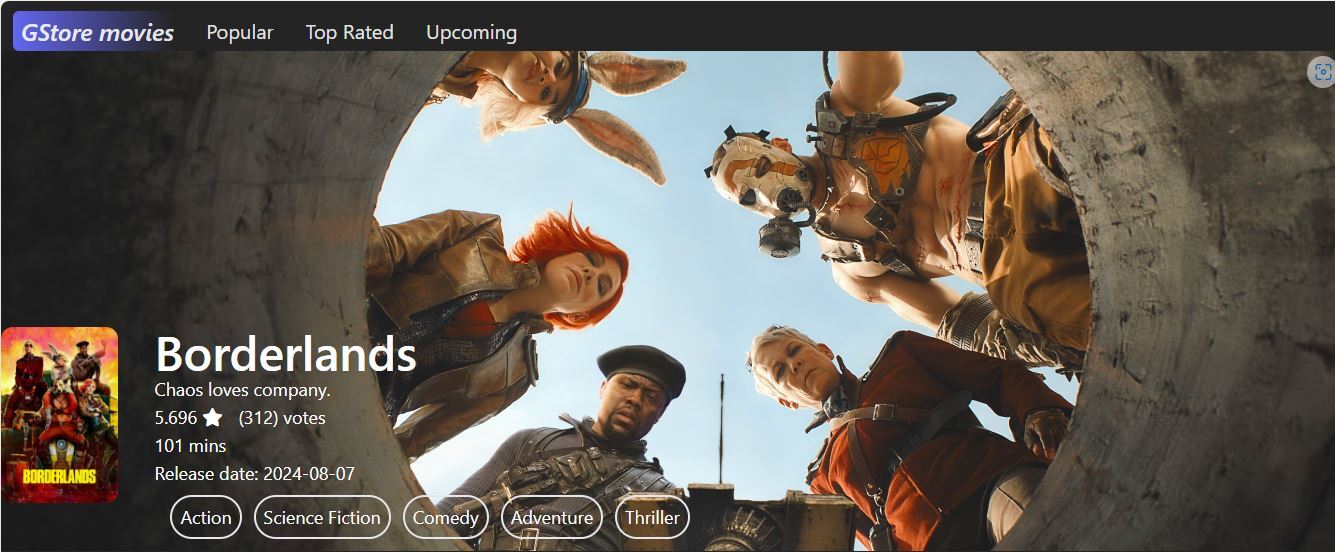 GStore movies Popular Top Rated Upcoming
Borderlands
Chaos loves company.
5.696 (312) votes
101 mins
Release date: 2024-08-07
Action Science Fiction Comedy Adventure Thriller
BORDERLANDS